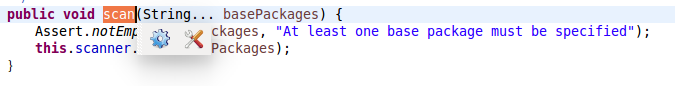 public void scan(String... basePackages) {
Assert.notEmp ckages, "At least one base package must be specified");
this.scanner. Packages);
}